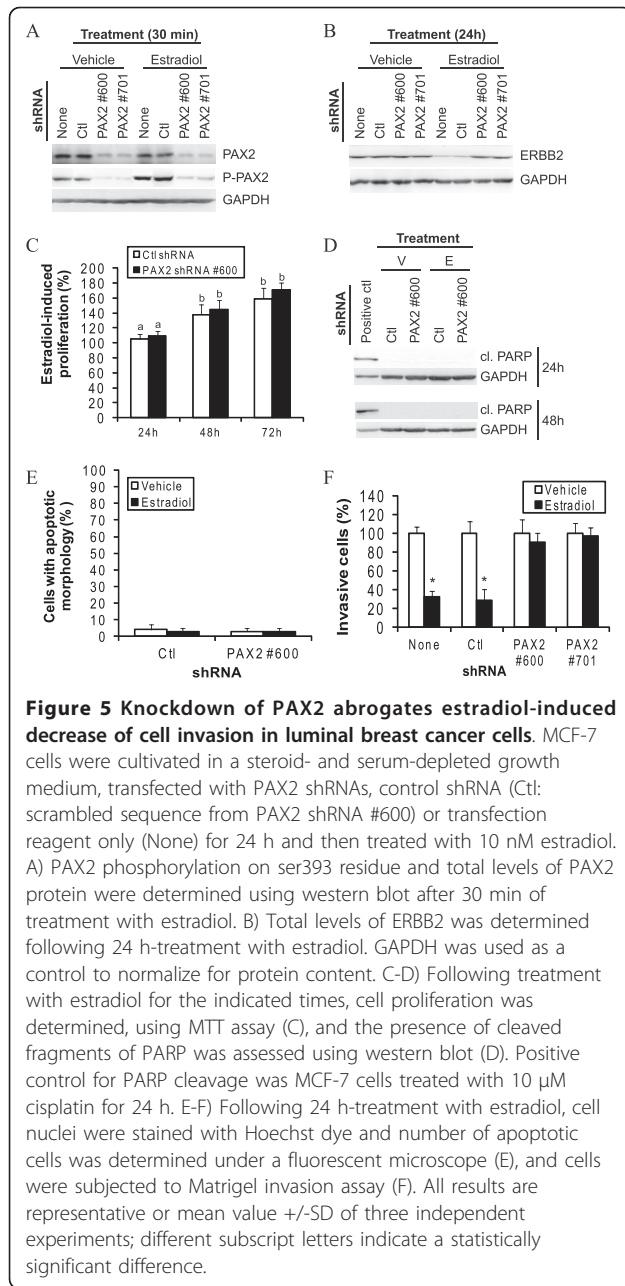 A
Treatment (30 min)
Vehicle Estradiol
shRNA
None
Ctl
PAX2 #600
PAX2 #701
None
Ctl
PAX2 #600
PAX2 #701
PAX2
P-PAX2
GAPDH
B
Treatment (24h)
Vehicle Estradiol
shRNA
None
Ctl
PAX2 #600
PAX2 #701
None
Ctl
PAX2 #600
PAX2 #701
ERBB2
GAPDH
C
Ctl shRNA
PAX2 shRNA #600
Estradiol-induced
proliferation (%)
200
180
160
140
120
100
80
60
40
20
0
a a b b b b
24h 48h 72h
D
Treatment
V E
shRNA
Positive ctl
Ctl
PAX2 #600
Ctl
PAX2 #600
cl. PARP
GAPDH
24h
cl. PARP
GAPDH
48h
E
Vehicle
Estradiol
Cells with apoptotic
morphology (%)
100
90
80
70
60
50
40
30
20
10
0
Ctl PAX2 #600
shRNA
F
Vehicle
Estradiol
Invasive cells (%)
140
120
100
80
60
40
20
0
* *
None Ctl PAX2 PAX2
#600 #701
shRNA
Figure 5 Knockdown of PAX2 abrogates estradiol-induced
decrease of cell invasion in luminal breast cancer cells. MCF-7
cells were cultivated in a steroid- and serum-depleted growth
medium, transfected with PAX2 shRNAs, control shRNA (Ctl:
scrambled sequence from PAX2 shRNA #600) or transfection
reagent only (None) for 24 h and then treated with 10 nM estradiol.
A) PAX2 phosphorylation on ser393 residue and total levels of PAX2
protein were determined using western blot after 30 min of
treatment with estradiol. B) Total levels of ERBB2 was determined
following 24 h-treatment with estradiol. GAPDH was used as a
control to normalize for protein content. C-D) Following treatment
with estradiol for the indicated times, cell proliferation was
determined, using MTT assay (C), and the presence of cleaved
fragments of PARP was assessed using western blot (D). Positive
control for PARP cleavage was MCF-7 cells treated with 10 μM
cisplatin for 24 h. E-F) Following 24 h-treatment with estradiol, cell
nuclei were stained with Hoechst dye and number of apoptotic
cells was determined under a fluorescent microscope (E), and cells
were subjected to Matrigel invasion assay (F). All results are
representative or mean value +/-SD of three independent
experiments; different subscript letters indicate a statistically
significant difference.